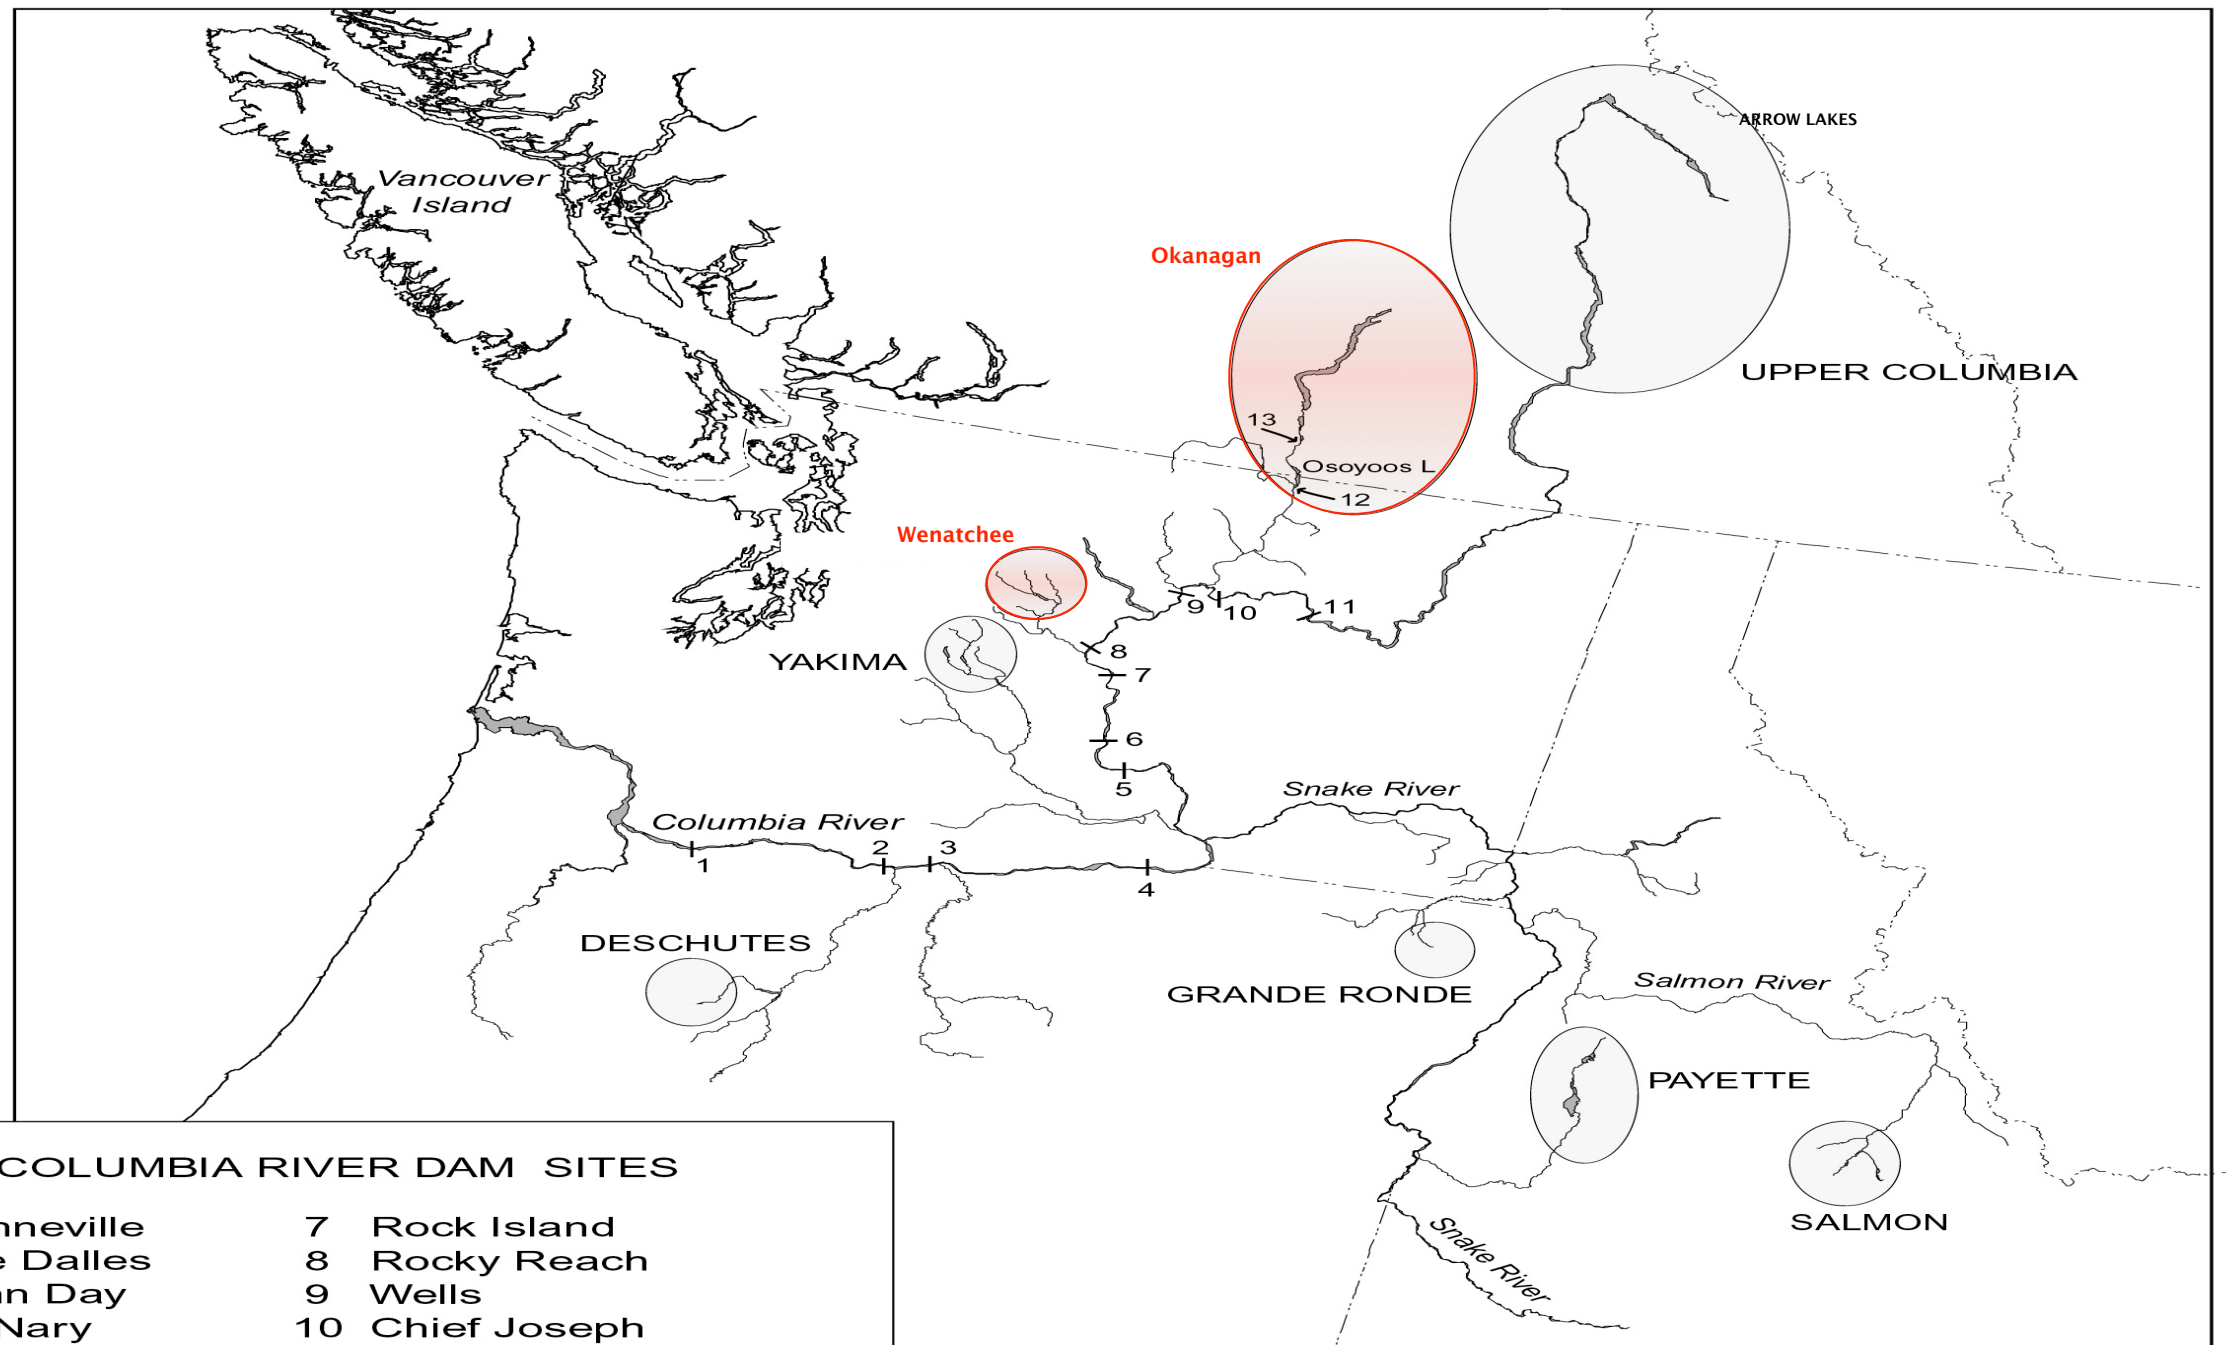 ARROW LAKES
Vancouver
Island
Okanagan
UPPER COLUMBIA
13
Osoyoos L
12
Wenatchee
9
10
11
8
YAKIMA
7
6
5
Snake River
Columbia River
1
2
3
4
DESCHUTES
GRANDE RONDE
Salmon River
PAYETTE
SALMON
Snake River
COLUMBIA RIVER DAM SITES
nneville 7 Rock Island
e Dalles 8 Rocky Reach
n Day 9 Wells
Nary 10 Chief Joseph